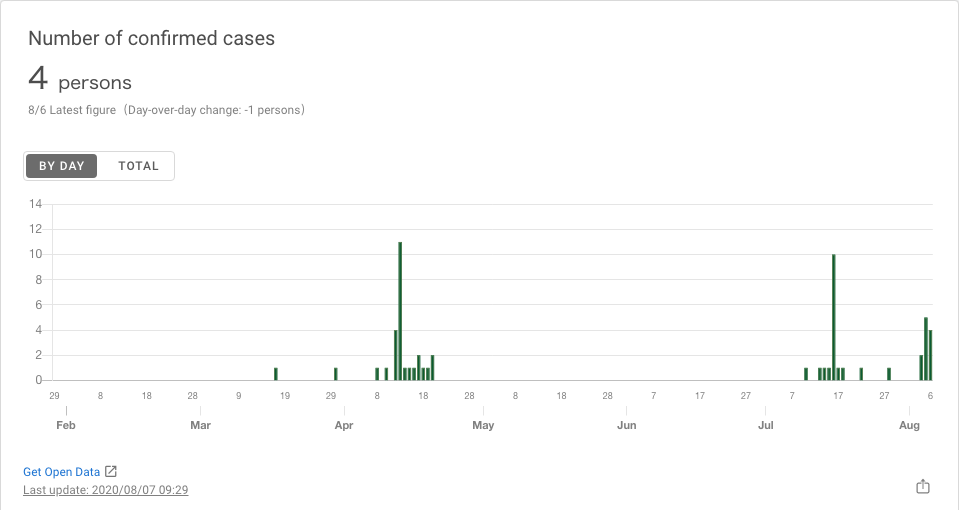 Number of confirmed cases
4 persons
8/6 Latest figure（Day-over-day change: -1 persons）
BY DAY TOTAL
14
12
10
8
6
4
2
0
29 8 18 28 9 19 29 8 18 28 8 18 28 7 17 27 7 17 27 6
Feb Mar Apr May Jun Jul Aug
Get Open Data
Last update: 2020/08/07 09:29